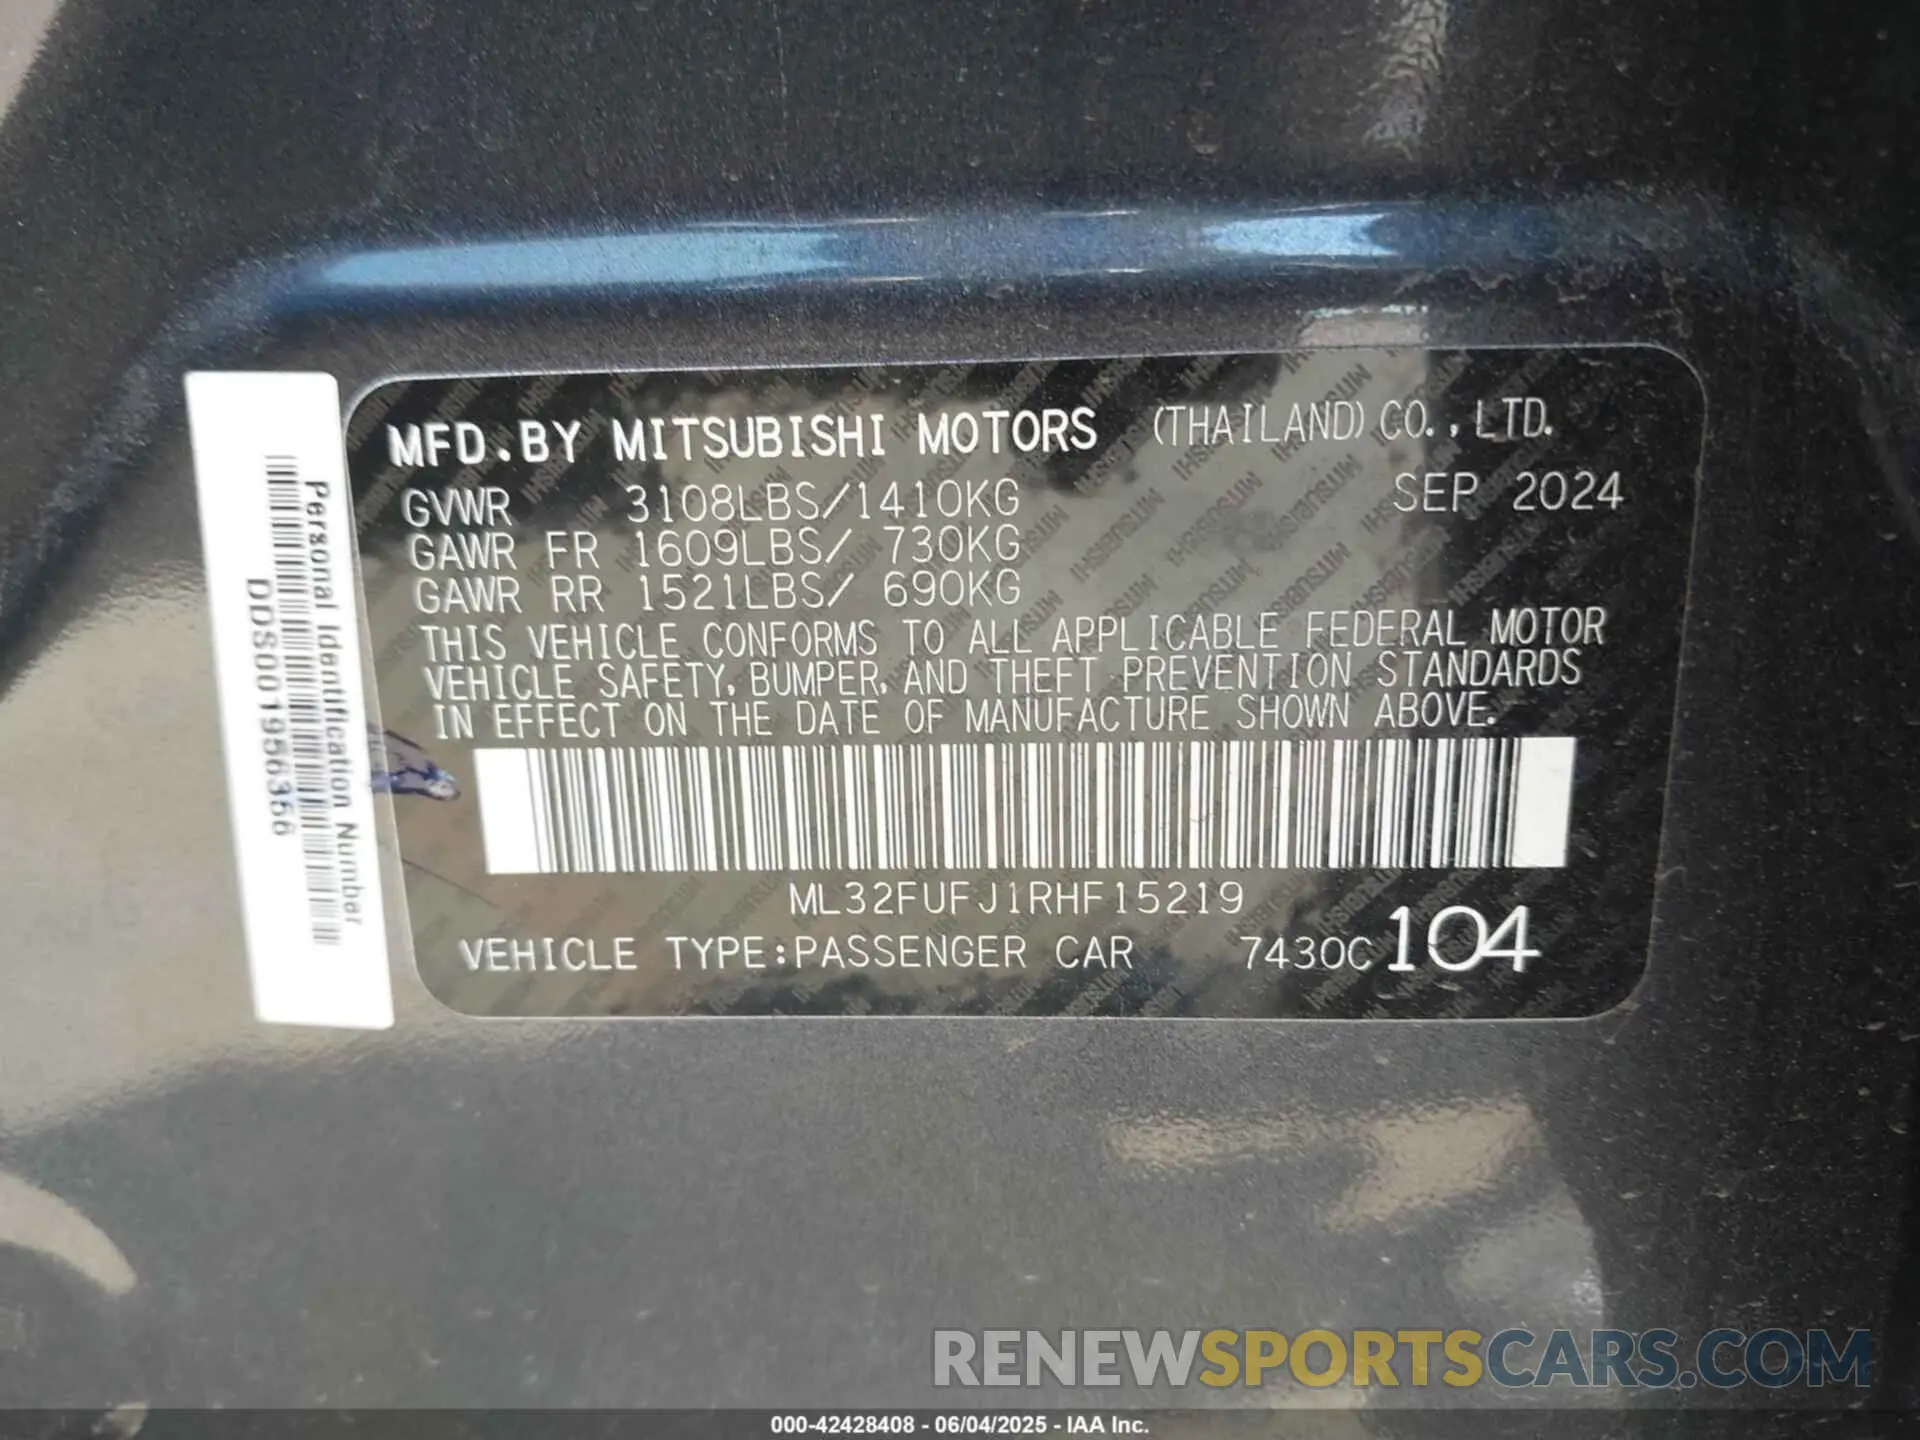 MFD.BY MITSUBISHI MOTORS (THAILAND) CO., LTD.
GVWR 3108LBS/1410KG SEP 2024
GAWR FR 1609LBS/ 730KG
GAWR RR 1521LBS/ 690KG
THIS VEHICLE CONFORMS TO ALL APPLICABLE FEDERAL MOTOR
VEHICLE SAFETY, BUMPER, AND THEFT PREVENTION STANDARDS
IN EFFECT ON THE DATE OF MANUFACTURE SHOWN ABOVE.
ML32FUFJ1RHF15219
VEHICLE TYPE:PASSENGER CAR 7430C 104
Personal Identification Number
DDS001956366
RENEWSPORTSCARS.COM
000-42428408 - 06/04/2025 - IAA Inc.